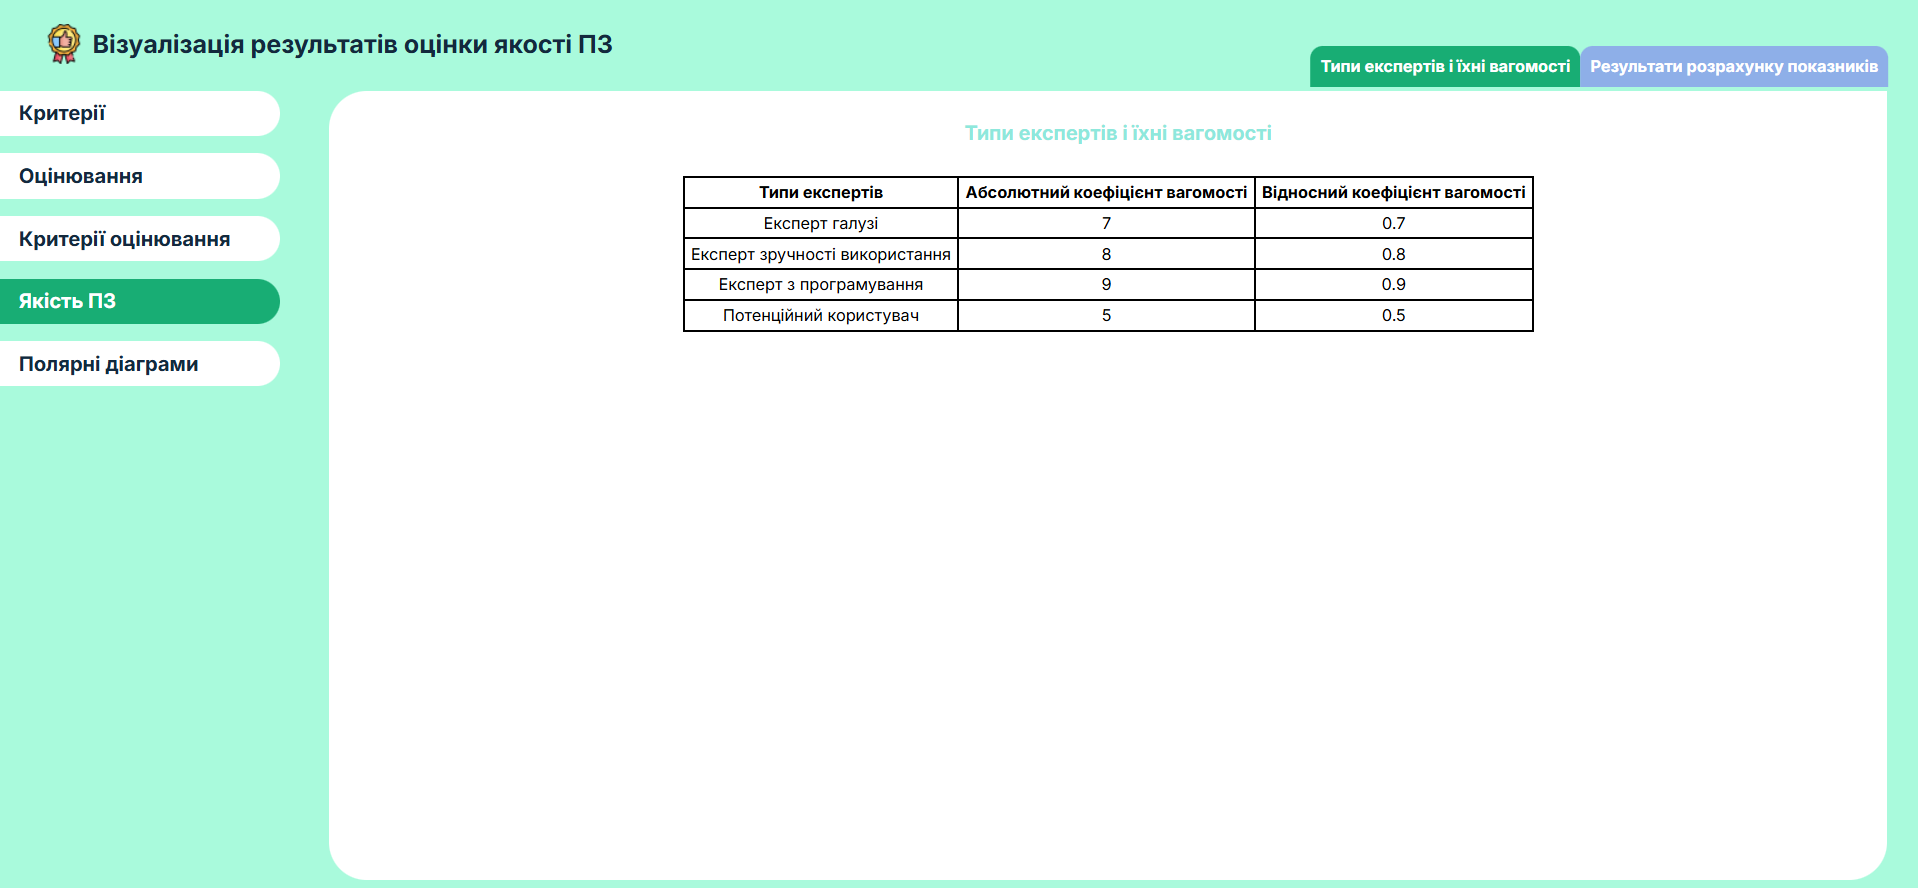 Візуалізація результатів оцінки якості ПЗ
Типи експертів і їхні вагомості
Результати розрахунку показників
Критерії
Оцінювання
Критерії оцінювання
Якість ПЗ
Полярні діаграми
Типи експертів і їхні вагомості
Типи експертів Абсолютний коефіцієнт вагомості Відносний коефіцієнт вагомості
Експерт галузі 7 0.7
Експерт зручності використання 8 0.8
Експерт з програмування 9 0.9
Потенційний користувач 5 0.5